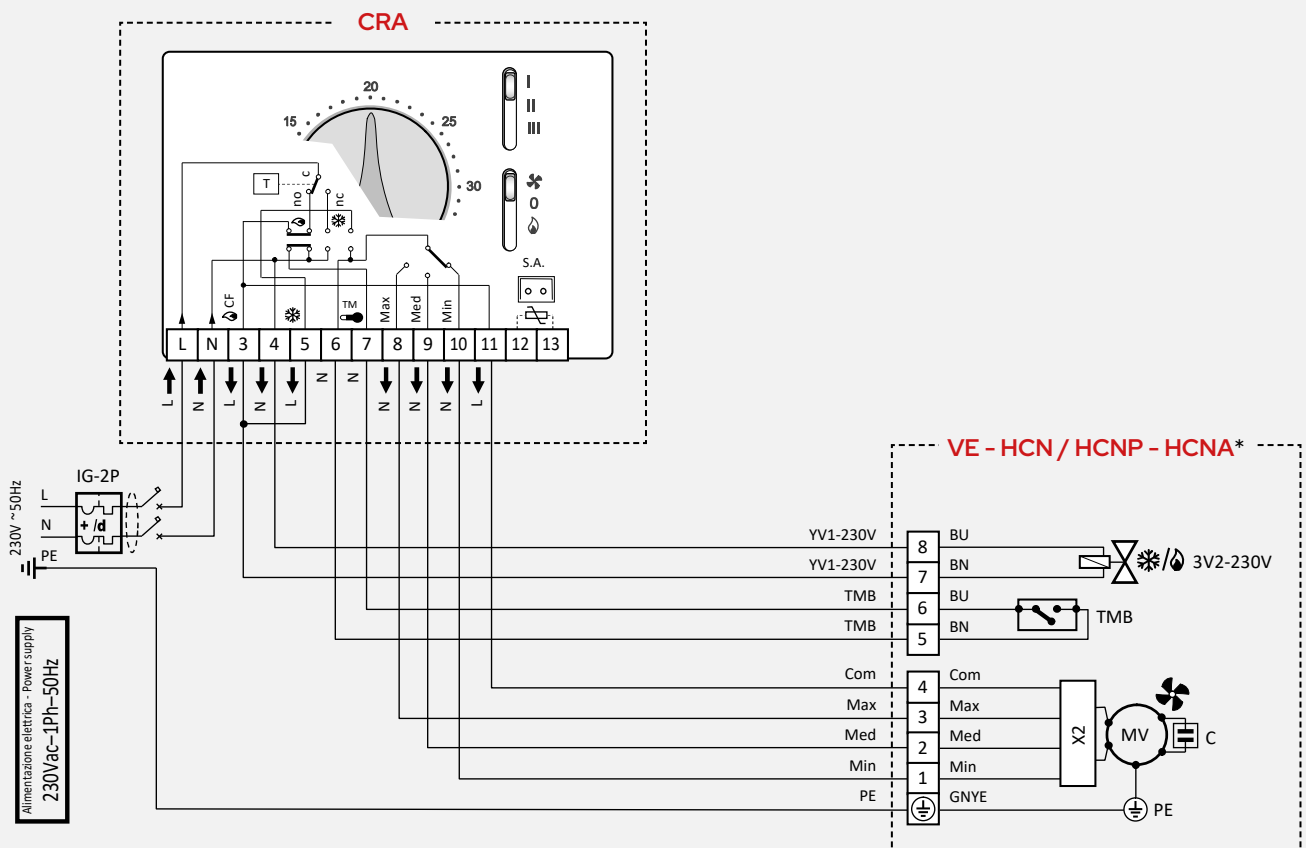 CRA
15
20
25
30
I
II
III
0
S.A.
T
c
no
nc
CF
TM
Max
Med
Min
L N 3 4 5 6 7 8 9 10 11 12 13
L N L N L N N N N N L
VE - HCN / HCNP - HCNA*
IG-2P
230V ~ 50Hz
L
N
PE
+ /d
YV1-230V 8 BU
YV1-230V 7 BN
3V2-230V
TMB 6 BU
TMB 5 BN
TMB
Com 4 Com
Max 3 Max
Med 2 Med
Min 1 Min
PE GNYE
X2
MV
C
PE
Alimentazione elettrica - Power supply
230Vac–1Ph–50Hz